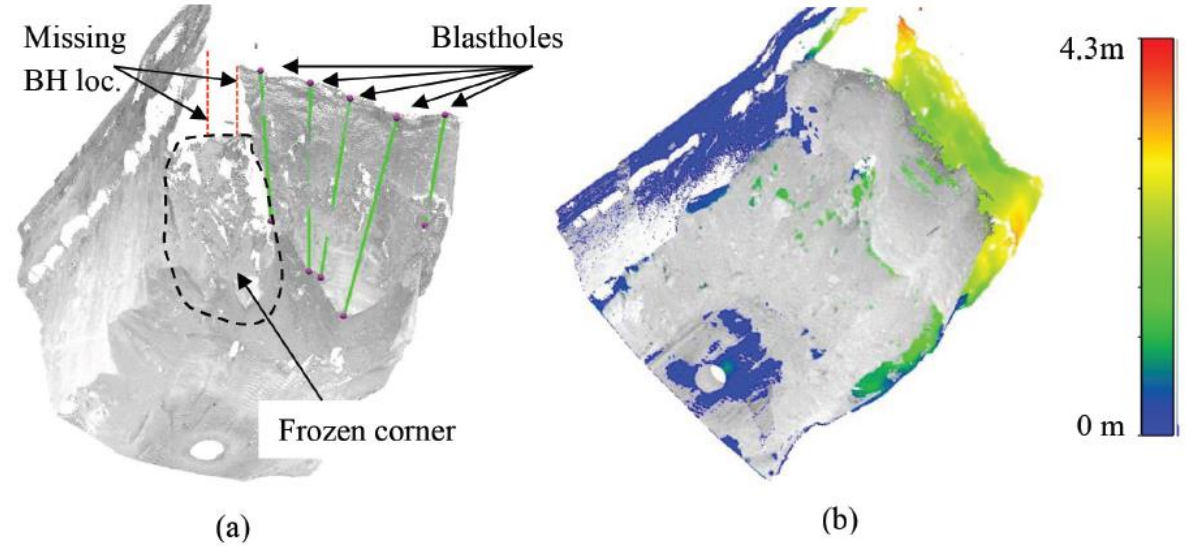 Missing
BH loc.
Blastholes
Frozen corner
4.3m
0 m
(a)
(b)